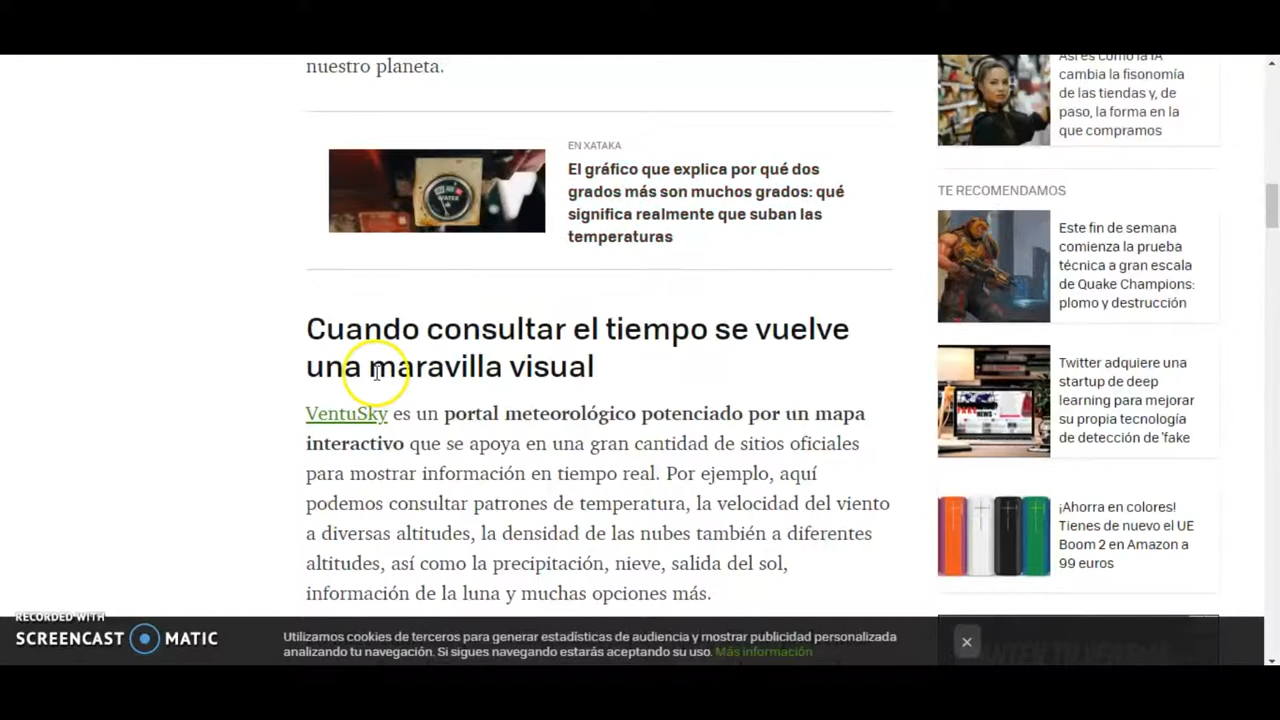 nuestro planeta.
EN XATAKA
El gráfico que explica por qué dos
grados más son muchos grados: qué
significa realmente que suban las
temperaturas
Cuando consultar el tiempo se vuelve
una maravilla visual
VentuSky es un portal meteorológico potenciado por un mapa
interactivo que se apoya en una gran cantidad de sitios oficiales
para mostrar información en tiempo real. Por ejemplo, aquí
podemos consultar patrones de temperatura, la velocidad del viento
a diversas altitudes, la densidad de las nubes también a diferentes
altitudes, así como la precipitación, nieve, salida del sol,
información de la luna y muchas opciones más.
Así es cómo la IA
cambia la fisonomía
de las tiendas y, de
paso, la forma en la
que compramos
TE RECOMENDAMOS
Este fin de semana
comienza la prueba
técnica a gran escala
de Quake Champions:
plomo y destrucción
Twitter adquiere una
startup de deep
learning para mejorar
su propia tecnología
de detección de 'fake
¡Ahorra en colores!
Tienes de nuevo el UE
Boom 2 en Amazon a
99 euros
Utilizamos cookies de terceros para generar estadísticas de audiencia y mostrar publicidad personalizada
analizando tu navegación. Si sigues navegando estarás aceptando su uso. Más información
RECORDED WITH
SCREENCAST MATIC